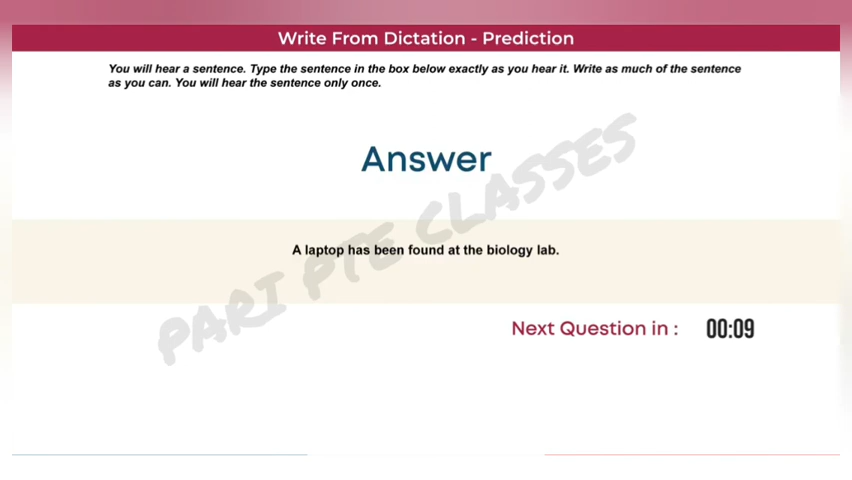 Write From Dictation - Prediction
You will hear a sentence. Type the sentence in the box below exactly as you hear it. Write as much of the sentence
as you can. You will hear the sentence only once.
Answer
PARI PTE CLASSES
A laptop has been found at the biology lab.
Next Question in : 00:09